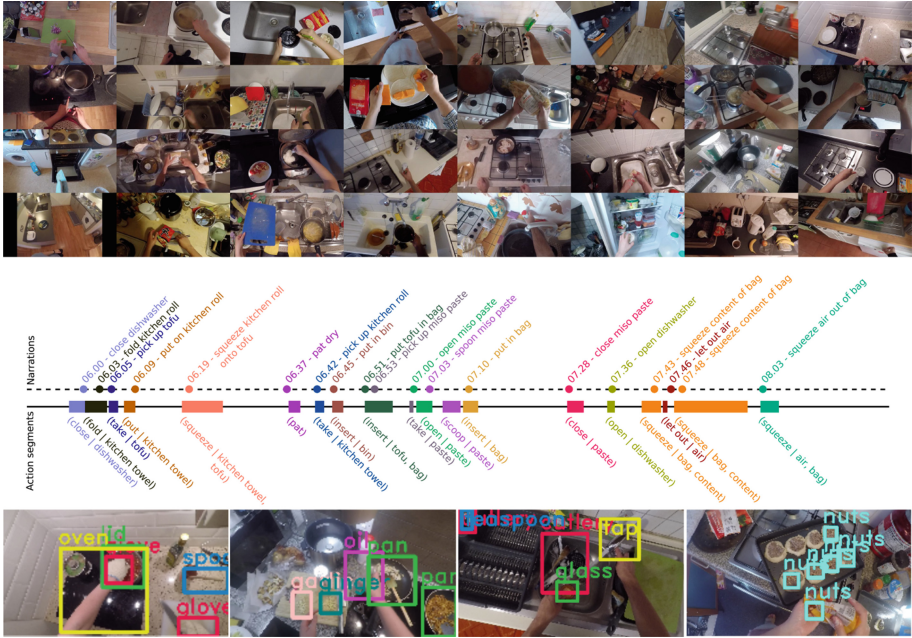 Narrations
06.00 - close dishwasher
06.03 - fold kitchen roll
06.05 - pick up tofu
06.09 - put on kitchen roll
06.19 - squeeze kitchen roll
onto tofu
06.37 - pat dry
06.42 - pick up kitchen roll
06.45 - put in bin
06.51 - put tofu in bag
06.53 - pick up miso paste
07.00 - open miso paste
07.03 - spoon miso paste
07.10 - put in bag
07.28 - close miso paste
07.36 - open dishwasher
07.43 - squeeze content of bag
07.46 - let out air
07.48 - squeeze content of bag
08.03 - squeeze air out of bag
Action segments
(close | dishwasher)
(fold | kitchen towel)
(take | tofu)
(put | kitchen towel)
(squeeze | kitchen towel,
tofu)
(pat)
(take | kitchen towel)
(insert | bin)
(insert | tofu, bag)
(take | paste)
(open | paste)
(scoop | paste)
(insert | bag)
(close | paste)
(open | dishwasher)
(squeeze | bag, content)
(let out | air)
(squeeze | bag, content)
(squeeze | air, bag)
oven
lid
glove
pan
pan
tap
glass
nuts
nuts
nuts
nuts